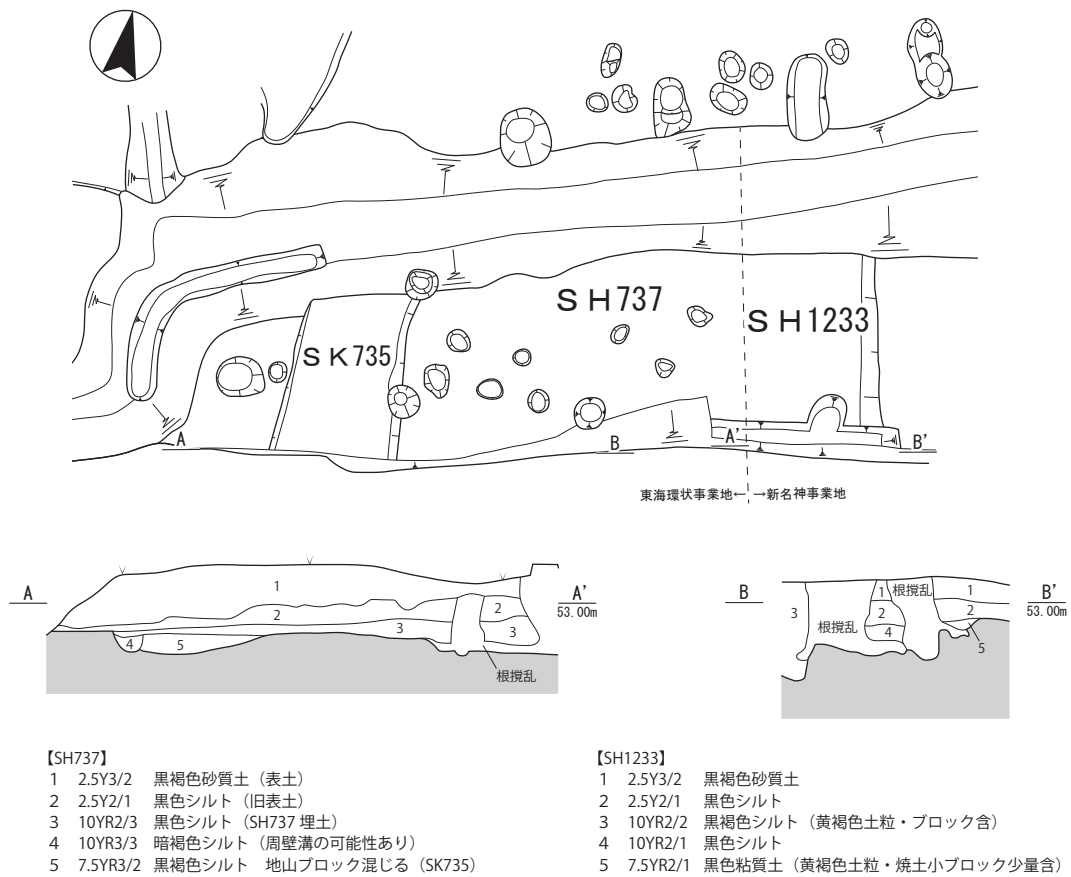 SH737
SH1233
SK735
A
B
A'
B'
東海環状事業地← →新名神事業地
A
A'
53.00m
1
2
3
4
5
2
3
根撹乱
B
B'
53.00m
3
根撹乱
1
2
4
根撹乱
1
2
5
【SH737】
1 2.5Y3/2 黒褐色砂質土（表土）
2 2.5Y2/1 黒色シルト（旧表土）
3 10YR2/3 黒色シルト（SH737 埋土）
4 10YR3/3 暗褐色シルト（周壁溝の可能性あり）
5 7.5YR3/2 黒褐色シルト 地山ブロック混じる（SK735）
【SH1233】
1 2.5Y3/2 黒褐色砂質土
2 2.5Y2/1 黒色シルト
3 10YR2/2 黒褐色シルト（黄褐色土粒・ブロック含）
4 10YR2/1 黒色シルト
5 7.5YR2/1 黒色粘質土（黄褐色土粒・焼土小ブロック少量含）